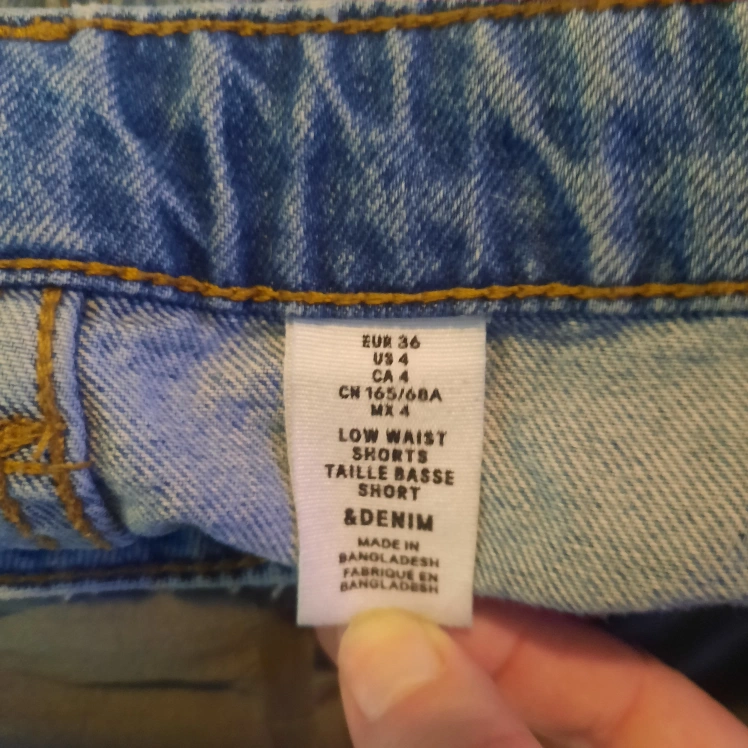 EUR 36
US 4
CA 4
CN 165/68A
MX 4
LOW WAIST
SHORTS
TAILLE BASSE
SHORT
&DENIM
MADE IN
BANGLADESH
FABRIQUE EN
BANGLADESH